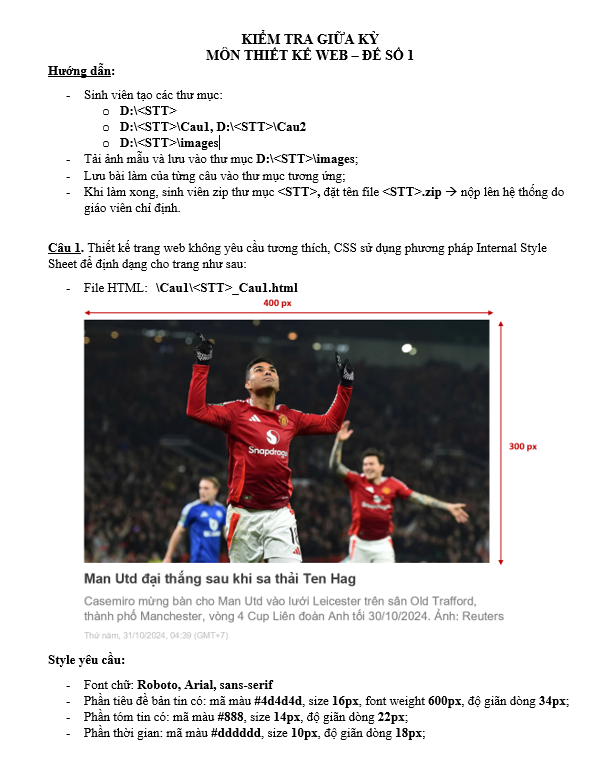 KIỂM TRA GIỮA KỲ
MÔN THIẾT KẾ WEB – ĐỀ SỐ 1
Hướng dẫn:
- Sinh viên tạo các thư mục:
o D:\<STT>
o D:\<STT>\Cau1, D:\<STT>\Cau2
o D:\<STT>\images
- Tải ảnh mẫu và lưu vào thư mục D:\<STT>\images;
- Lưu bài làm của từng câu vào thư mục tương ứng;
- Khi làm xong, sinh viên zip thư mục <STT>, đặt tên file <STT>.zip → nộp lên hệ thống do
giáo viên chỉ định.
Câu 1. Thiết kế trang web không yêu cầu tương thích, CSS sử dụng phương pháp Internal Style
Sheet để định dạng cho trang như sau:
- File HTML: \Cau1\<STT>_Cau1.html
400 px
300 px
Snapdragon
Man Utd đại thắng sau khi sa thải Ten Hag
Casemiro mừng bàn cho Man Utd vào lưới Leicester trên sân Old Trafford,
thành phố Manchester, vòng 4 Cup Liên đoàn Anh tối 30/10/2024. Ảnh: Reuters
Thứ năm, 31/10/2024, 04:39 (GMT+7)
Style yêu cầu:
- Font chữ: Roboto, Arial, sans-serif
- Phần tiêu đề bản tin có: mã màu #4d4d4d, size 16px, font weight 600px, độ giãn dòng 34px;
- Phần tóm tin có: mã màu #888, size 14px, độ giãn dòng 22px;
- Phần thời gian: mã màu #dddddd, size 10px, độ giãn dòng 18px;